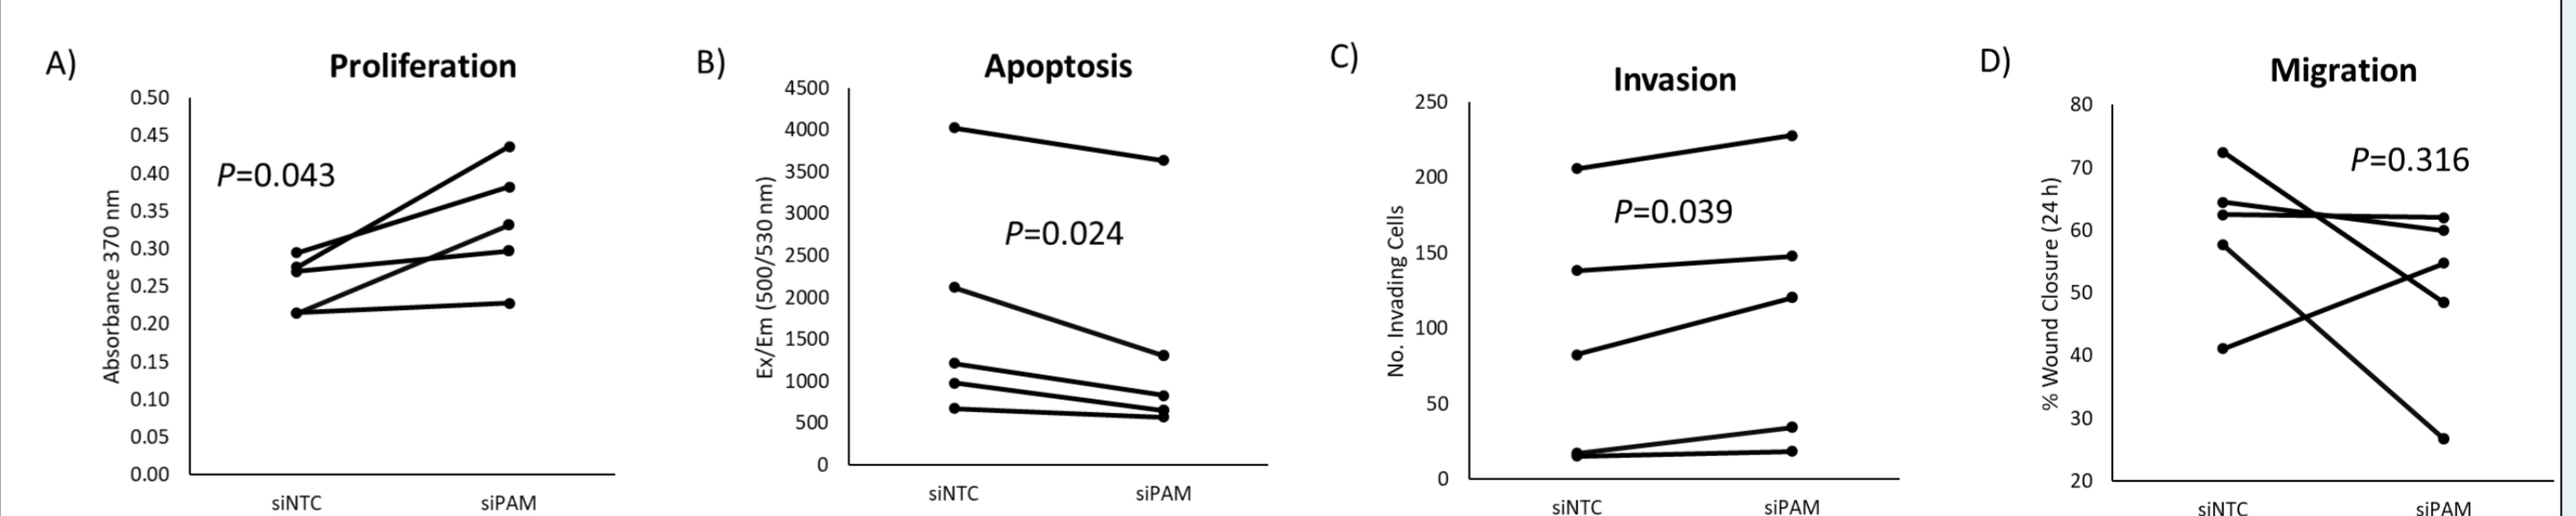 A)
Proliferation
0.50
0.45
0.40
0.35
0.30
0.25
0.20
0.15
0.10
0.05
0.00
Absorbance 370 nm
P=0.043
siNTC
siPAM
B)
Apoptosis
4500
4000
3500
3000
2500
2000
1500
1000
500
0
Ex/Em (500/530 nm)
P=0.024
siNTC
siPAM
C)
Invasion
250
200
150
100
50
0
No. Invading Cells
P=0.039
siNTC
siPAM
D)
Migration
80
70
60
50
40
30
20
% Wound Closure (24 h)
P=0.316
siNTC
siPAM